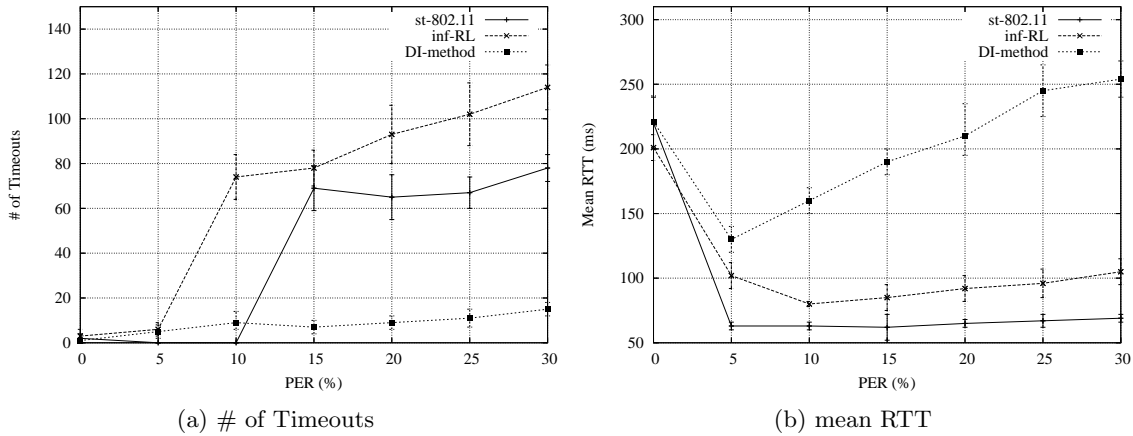 140
120
100
80
60
40
20
0
# of Timeouts
0 5 10 15 20 25 30
PER (%)
st-802.11
inf-RL
DI-method
(a) # of Timeouts
300
250
200
150
100
50
Mean RTT (ms)
0 5 10 15 20 25 30
PER (%)
st-802.11
inf-RL
DI-method
(b) mean RTT